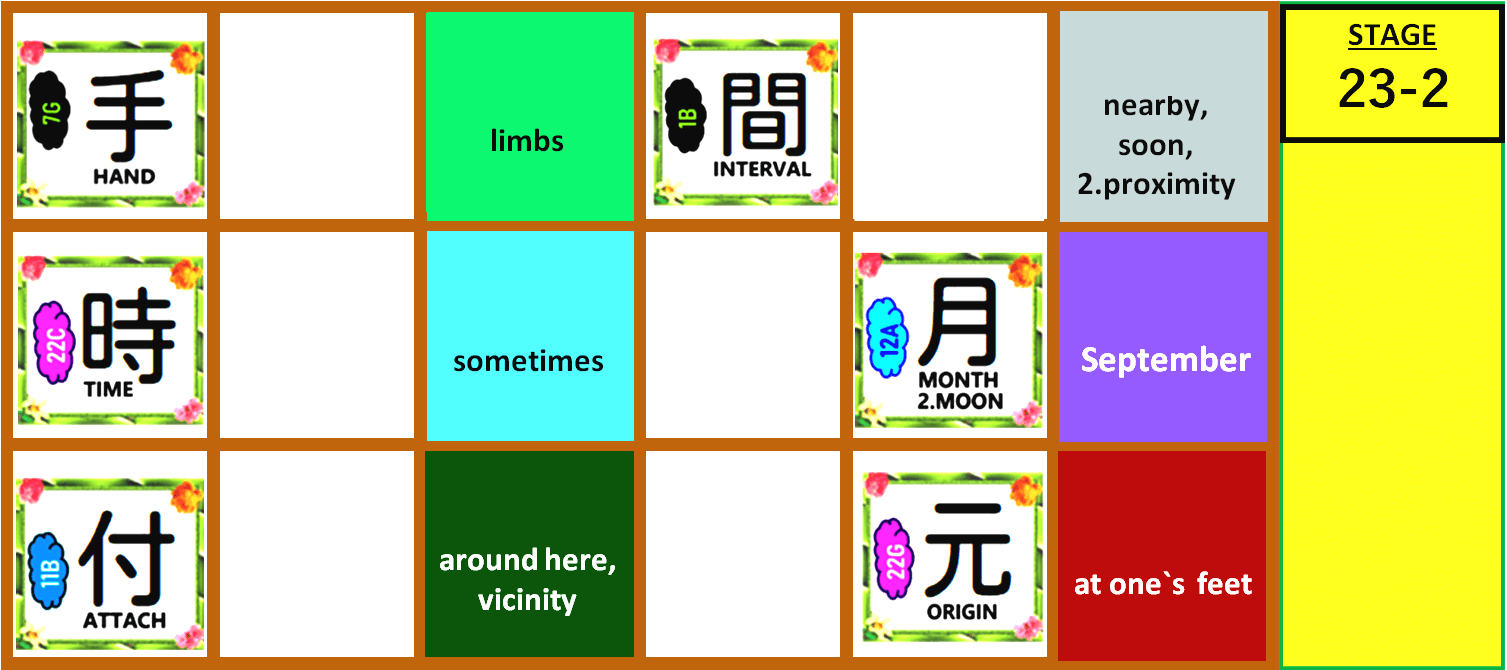 7G
手
HAND
limbs
1B
間
INTERVAL
nearby,
soon,
2.proximity
STAGE
23-2
22C
時
TIME
sometimes
12A
月
MONTH
2.MOON
September
11B
付
ATTACH
around here,
vicinity
22G
元
ORIGIN
at one`s feet